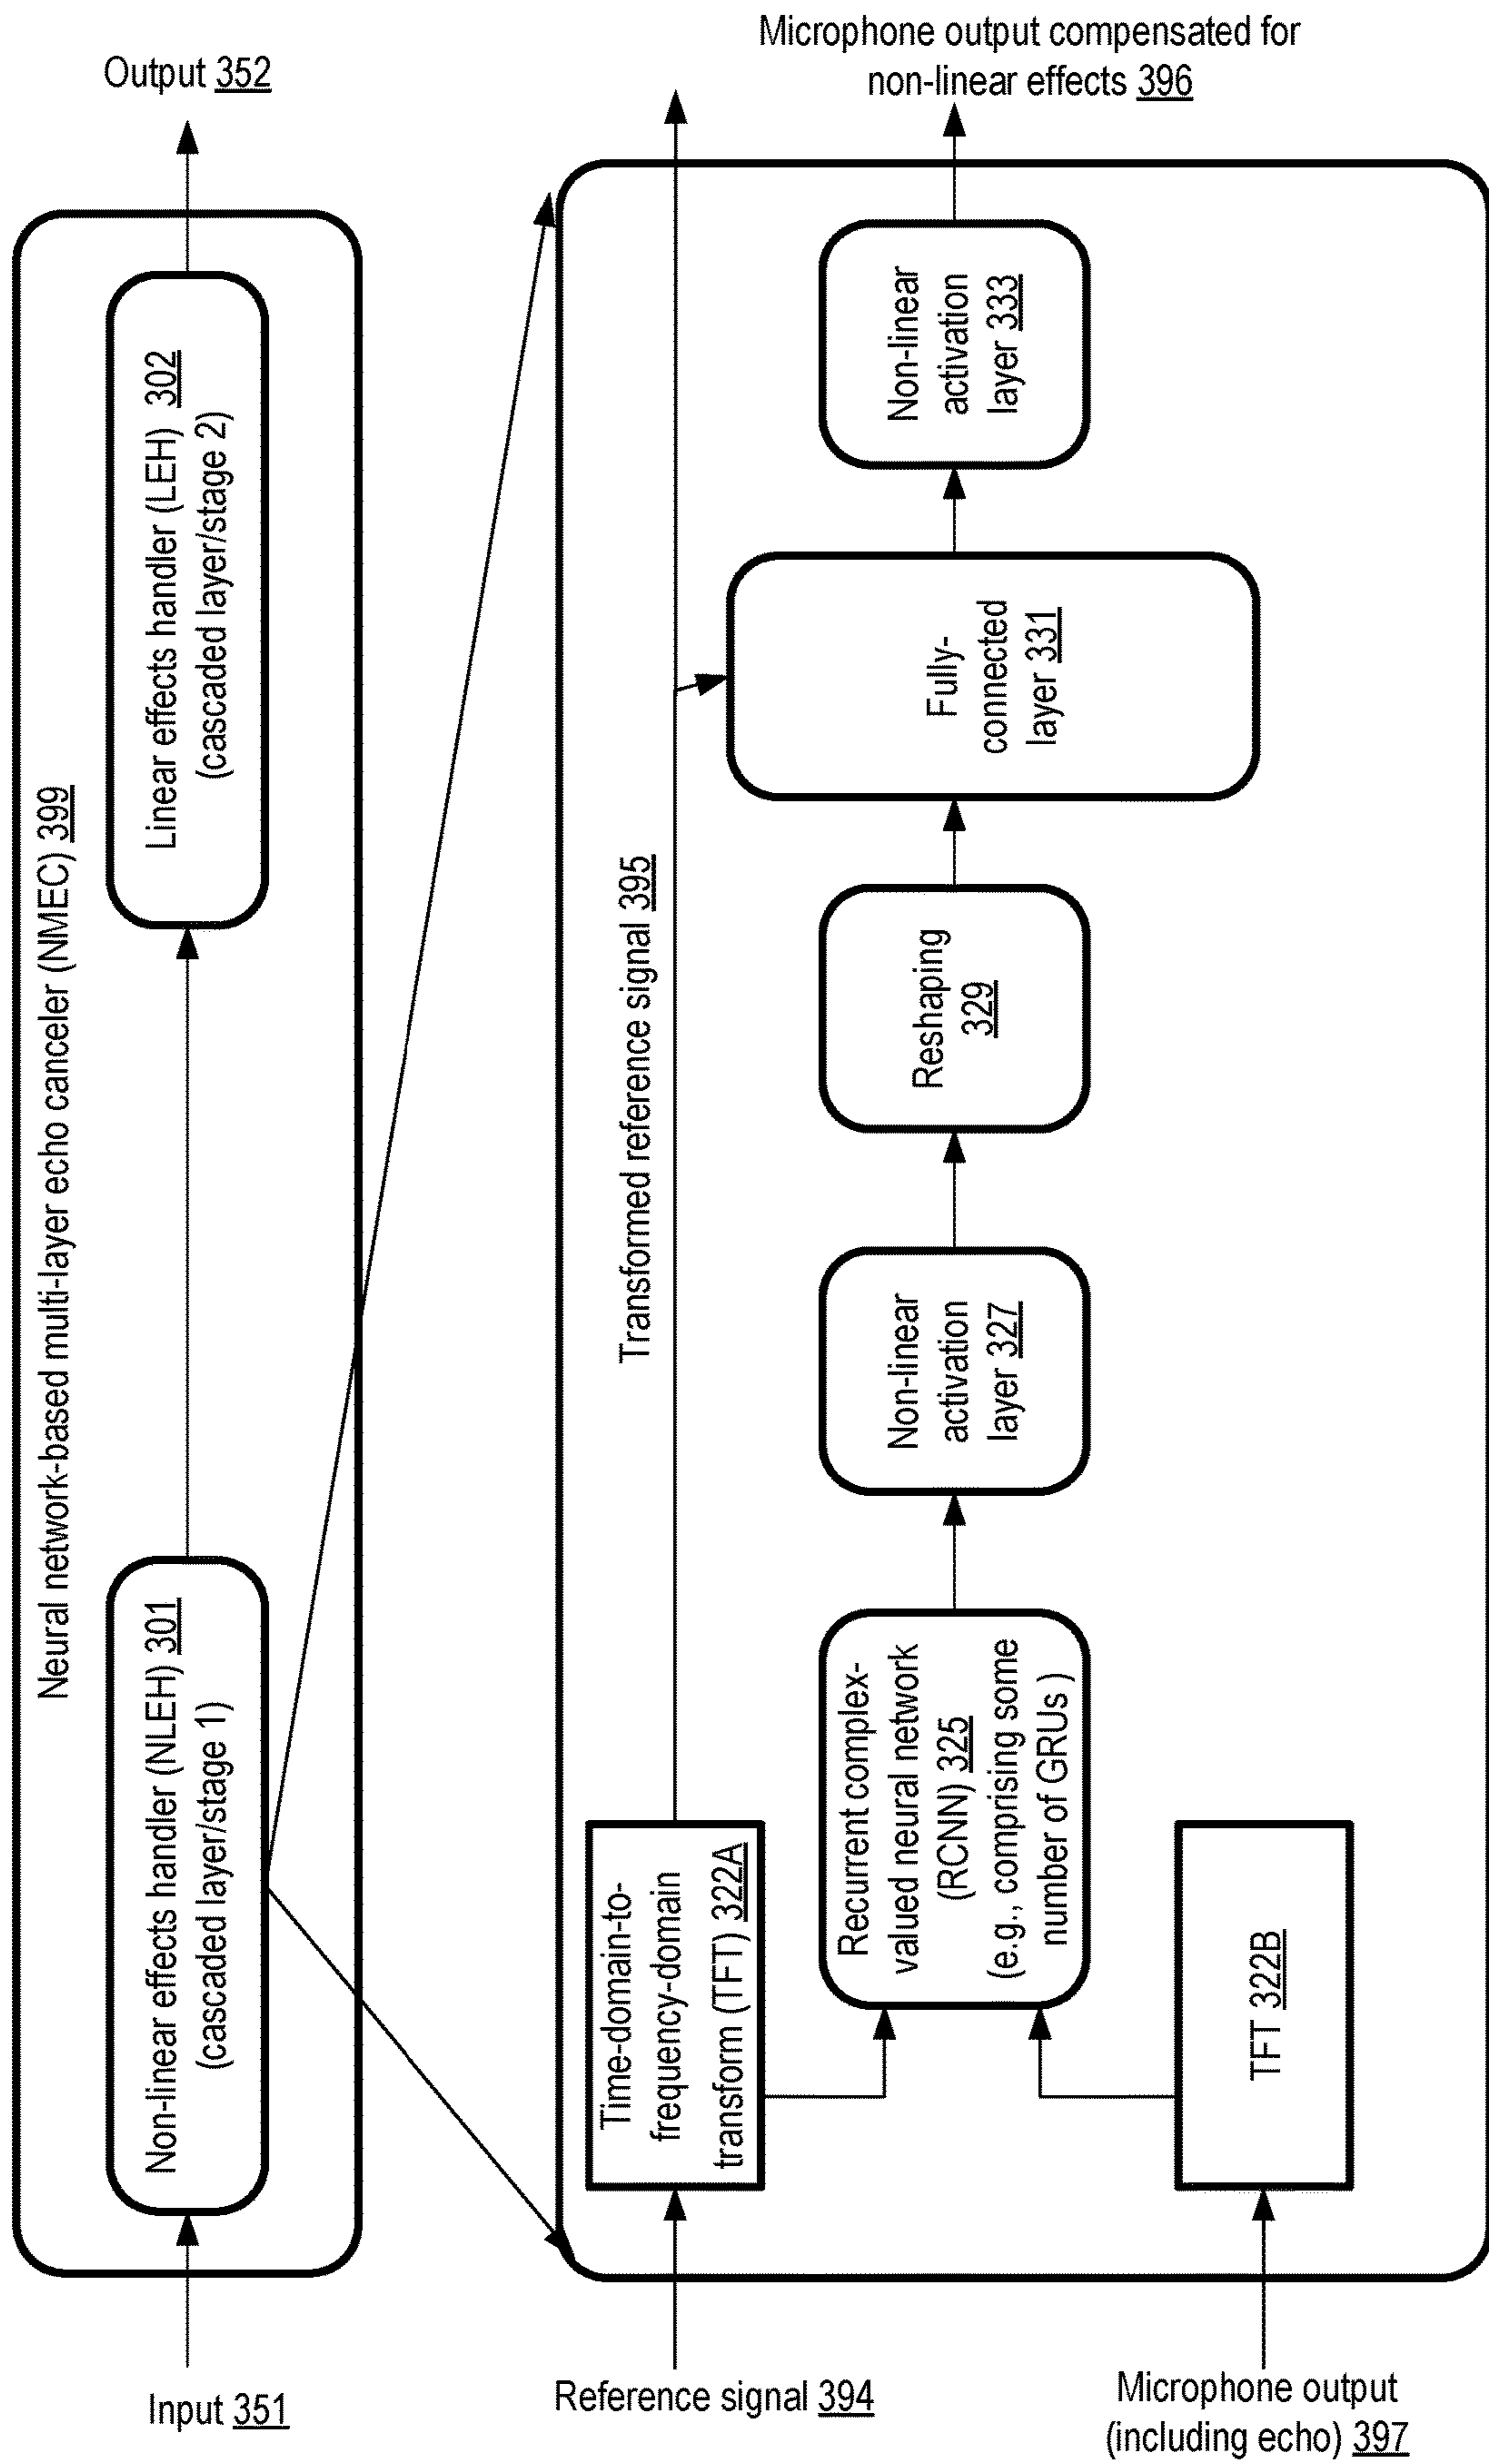 Neural network-based multi-layer echo canceler (NMEC) 399
Input 351
Non-linear effects handler (NLEH) 301
(cascaded layer/stage 1)
Linear effects handler (LEH) 302
(cascaded layer/stage 2)
Output 352
Reference signal 394
Time-domain-to-
frequency-domain
transform (TFT) 322A
Transformed reference signal 395
Microphone output
(including echo) 397
TFT 322B
Recurrent complex-
valued neural network
(RCNN) 325
(e.g., comprising some
number of GRUs )
Non-linear
activation
layer 327
Reshaping
329
Fully-
connected
layer 331
Non-linear
activation
layer 333
Microphone output compensated for
non-linear effects 396